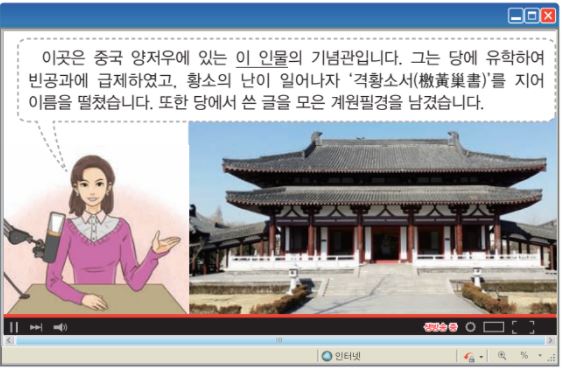 이곳은 중국 양저우에 있는 이 인물의 기념관입니다. 그는 당에 유학하여
빈공과에 급제하였고, 황소의 난이 일어나자 ‘격황소서(檄黃巢書)’를 지어
이름을 떨쳤습니다. 또한 당에서 쓴 글을 모은 계원필경을 남겼습니다.
생방송 중
인터넷
%